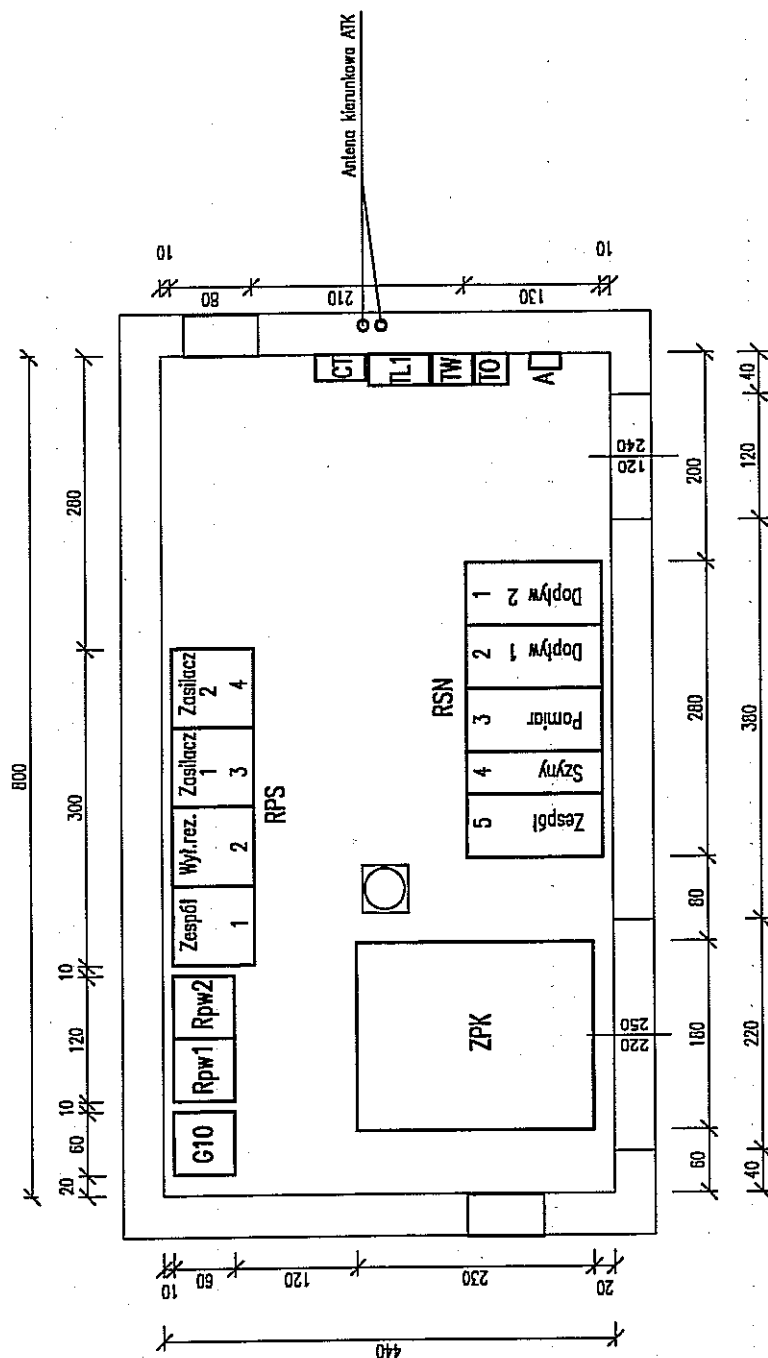 Antena kierunkowa ATK
800
280
300
10
120
10
60
20
10
80
210
130
10
CT
TL1
TW
TO
A
Zespół
1
Wył.rez.
2
Zasilacz
1
3
Zasilacz
2
4
RPS
G10
Rpw1
Rpw2
RSN
1
Dopływ 2
2
Dopływ 1
3
Pomiar
4
Szyny
5
Zespół
ZPK
240
120
250
220
200
280
80
180
60
40
120
380
220
40
10
60
120
230
20
440